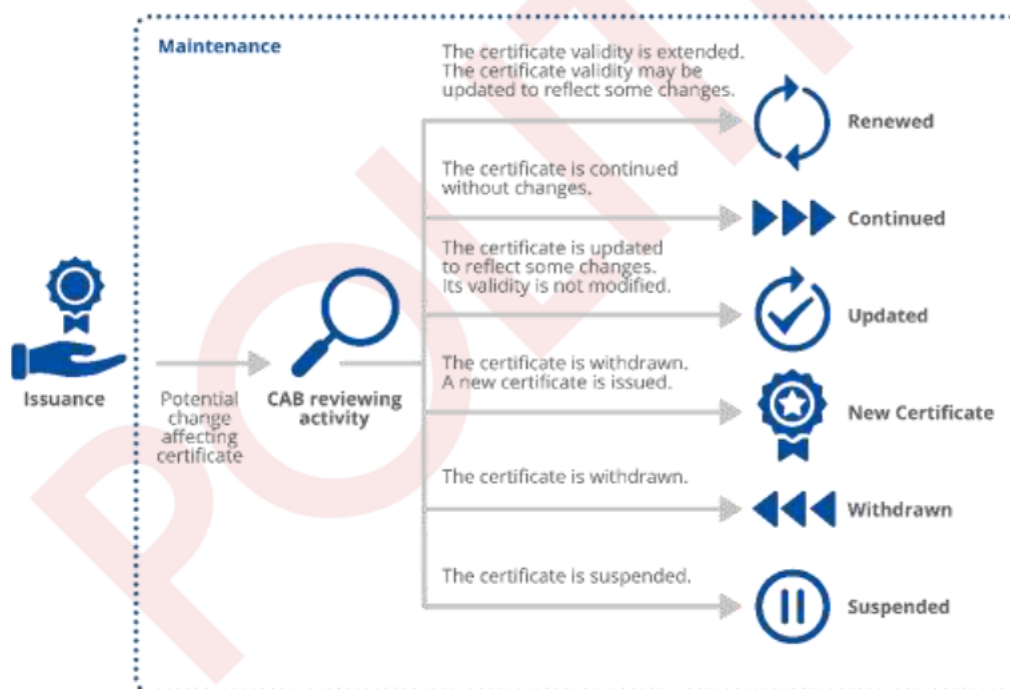 Maintenance
The certificate validity is extended.
The certificate validity may be
updated to reflect some changes.
Renewed
The certificate is continued
without changes.
Continued
The certificate is updated
to reflect some changes.
Its validity is not modified.
Updated
Issuance
Potential
change
affecting
certificate
CAB reviewing
activity
The certificate is withdrawn.
A new certificate is issued.
New Certificate
The certificate is withdrawn.
Withdrawn
The certificate is suspended.
Suspended
POLIT